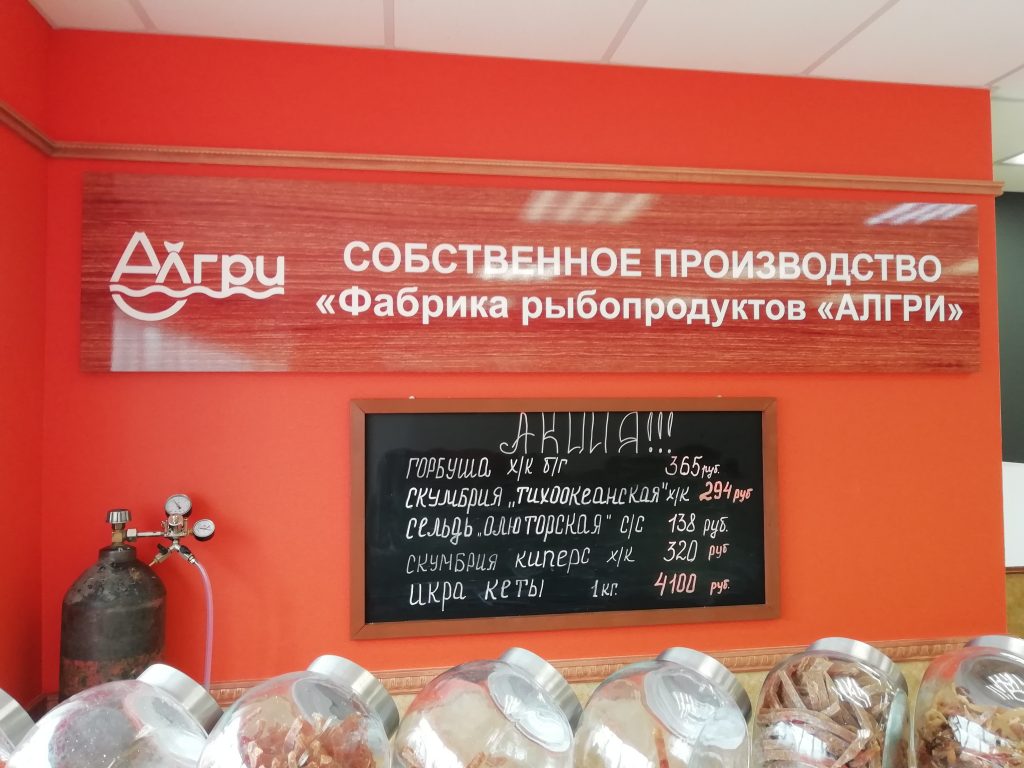 Алгри
СОБСТВЕННОЕ ПРОИЗВОДСТВО
«Фабрика рыбопродуктов «АЛГРИ»
АКЦИЯ!!!
ГОРБУША х/к б/г 365 руб.
СКУМБРИЯ „ТИХООКЕАНСКАЯ" х/к 294 руб
СЕЛЬДЬ „ОЛЮТОРСКАЯ" с/с 138 руб.
СКУМБРИЯ КИПЕРС х/к 320 руб
ИКРА КЕТЫ 1кг. 4100 руб.